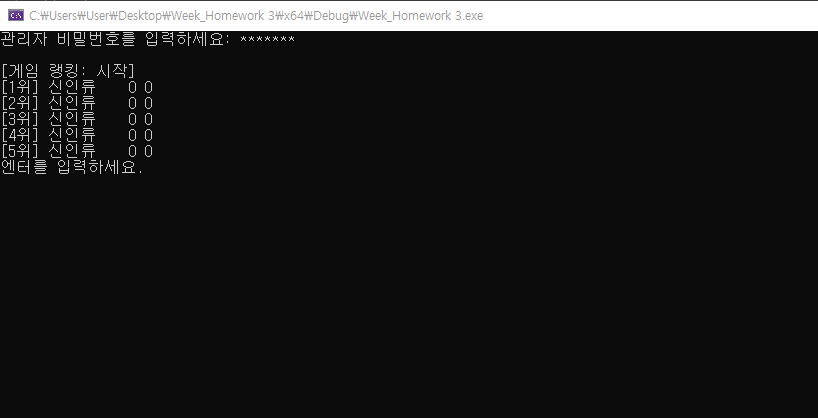 C:\Users\User\Desktop\Week_Homework 3\x64\Debug\Week_Homework 3.exe
관리자 비밀번호를 입력하세요: *******
[게임 랭킹: 시작]
[1위] 신인류 0 0
[2위] 신인류 0 0
[3위] 신인류 0 0
[4위] 신인류 0 0
[5위] 신인류 0 0
엔터를 입력하세요.